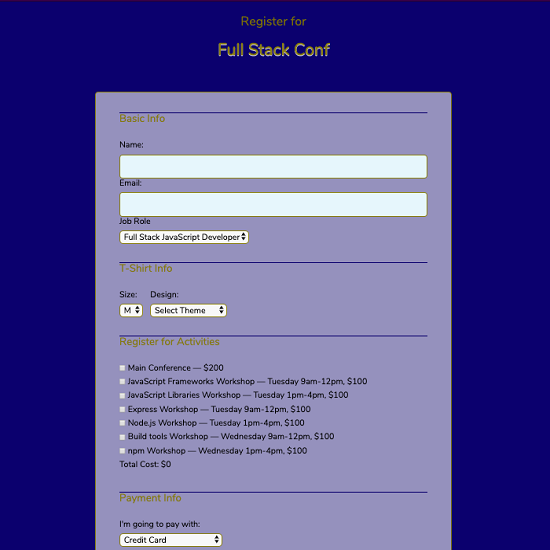 Register for
Full Stack Conf
Basic Info
Name:
Email:
Job Role
Full Stack JavaScript Developer
T-Shirt Info
Size: Design:
M Select Theme
Register for Activities
Main Conference — $200
JavaScript Frameworks Workshop — Tuesday 9am-12pm, $100
JavaScript Libraries Workshop — Tuesday 1pm-4pm, $100
Express Workshop — Tuesday 9am-12pm, $100
Node.js Workshop — Tuesday 1pm-4pm, $100
Build tools Workshop — Wednesday 9am-12pm, $100
npm Workshop — Wednesday 1pm-4pm, $100
Total Cost: $0
Payment Info
I'm going to pay with:
Credit Card